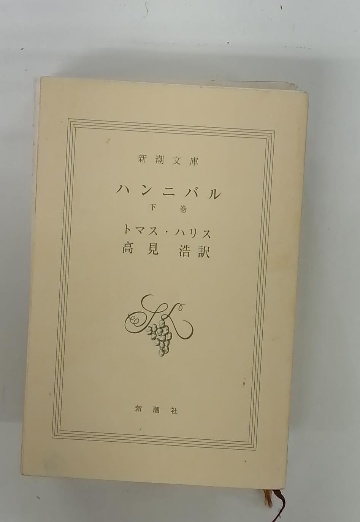 新潮文庫
ハンニバル
下巻
トマス・ハリス
高見浩訳
新潮社